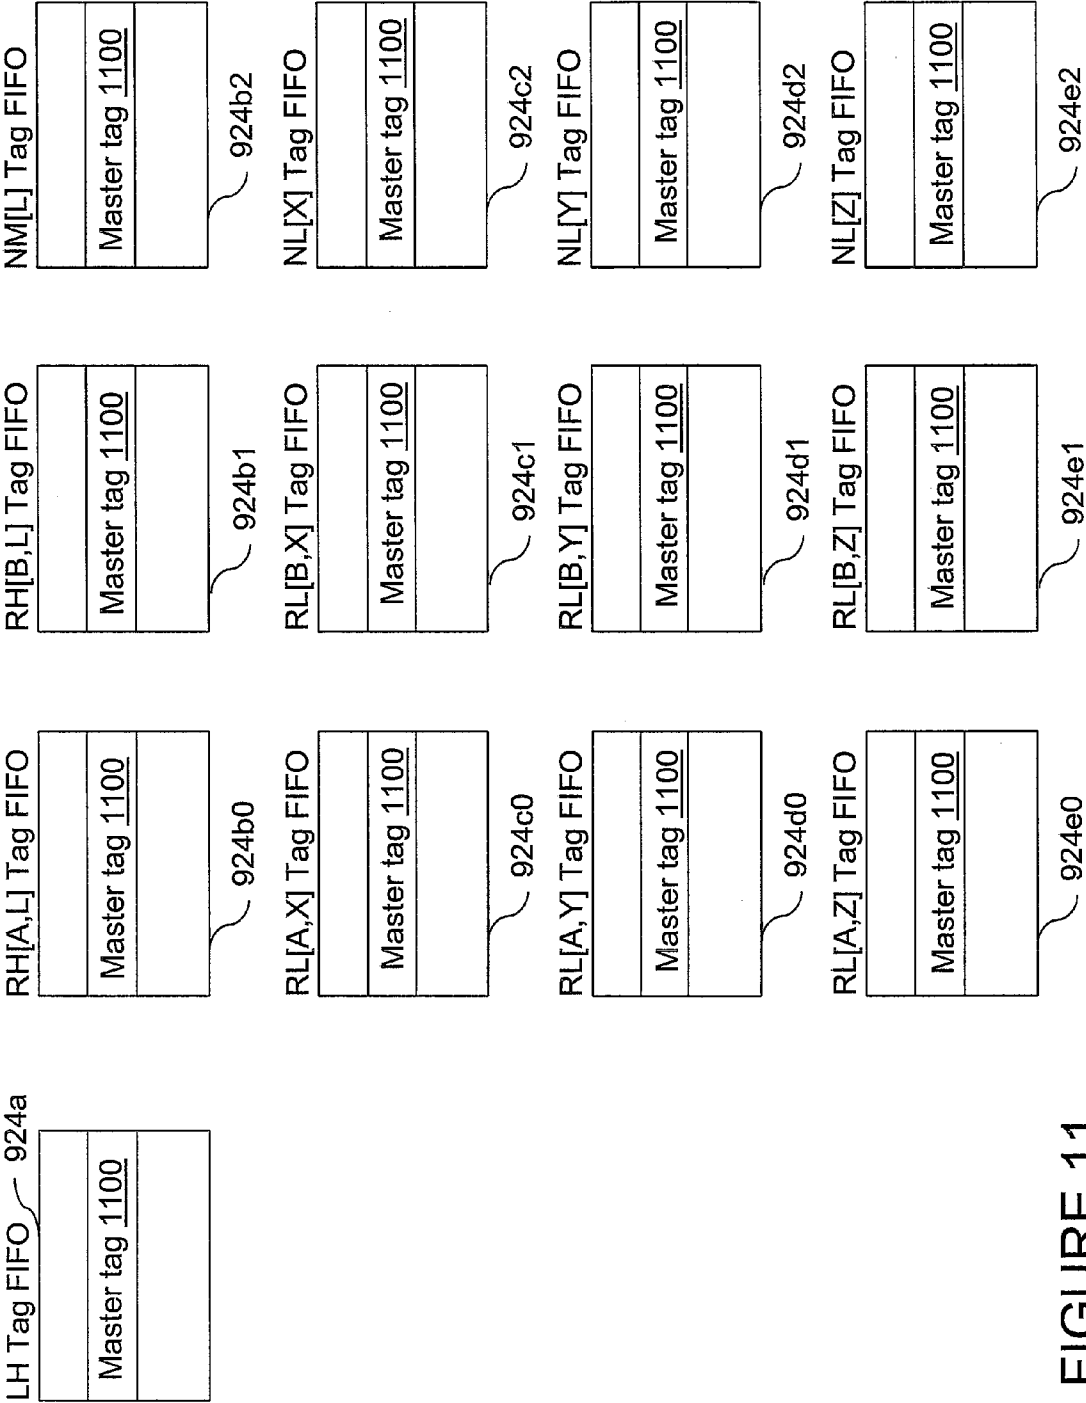 LH Tag FIFO
924a
Master tag 1100
RH[A,L] Tag FIFO
Master tag 1100
924b0
RH[B,L] Tag FIFO
Master tag 1100
924b1
NM[L] Tag FIFO
Master tag 1100
924b2
RL[A,X] Tag FIFO
Master tag 1100
924c0
RL[B,X] Tag FIFO
Master tag 1100
924c1
NL[X] Tag FIFO
Master tag 1100
924c2
RL[A,Y] Tag FIFO
Master tag 1100
924d0
RL[B,Y] Tag FIFO
Master tag 1100
924d1
NL[Y] Tag FIFO
Master tag 1100
924d2
RL[A,Z] Tag FIFO
Master tag 1100
924e0
RL[B,Z] Tag FIFO
Master tag 1100
924e1
NL[Z] Tag FIFO
Master tag 1100
924e2
FIGURE 11